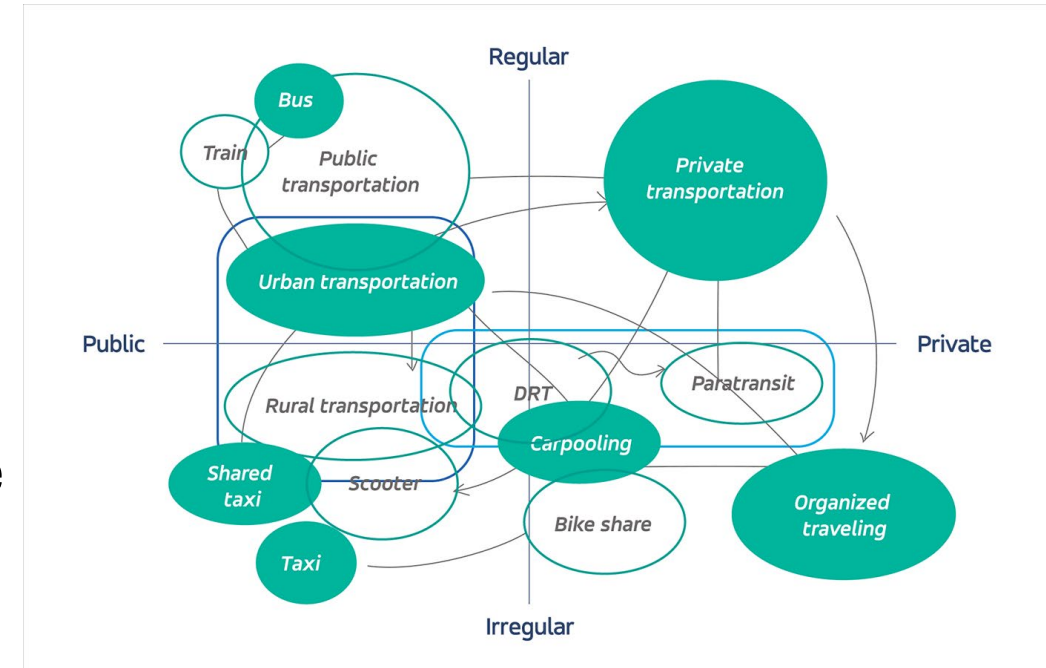 Regular
Bus
Train
Public
transportation
Private
transportation
Urban transportation
Public
Private
Rural transportation
DRT
Paratransit
Carpooling
Shared
taxi
Scooter
Bike share
Organized
traveling
Taxi
Irregular
e